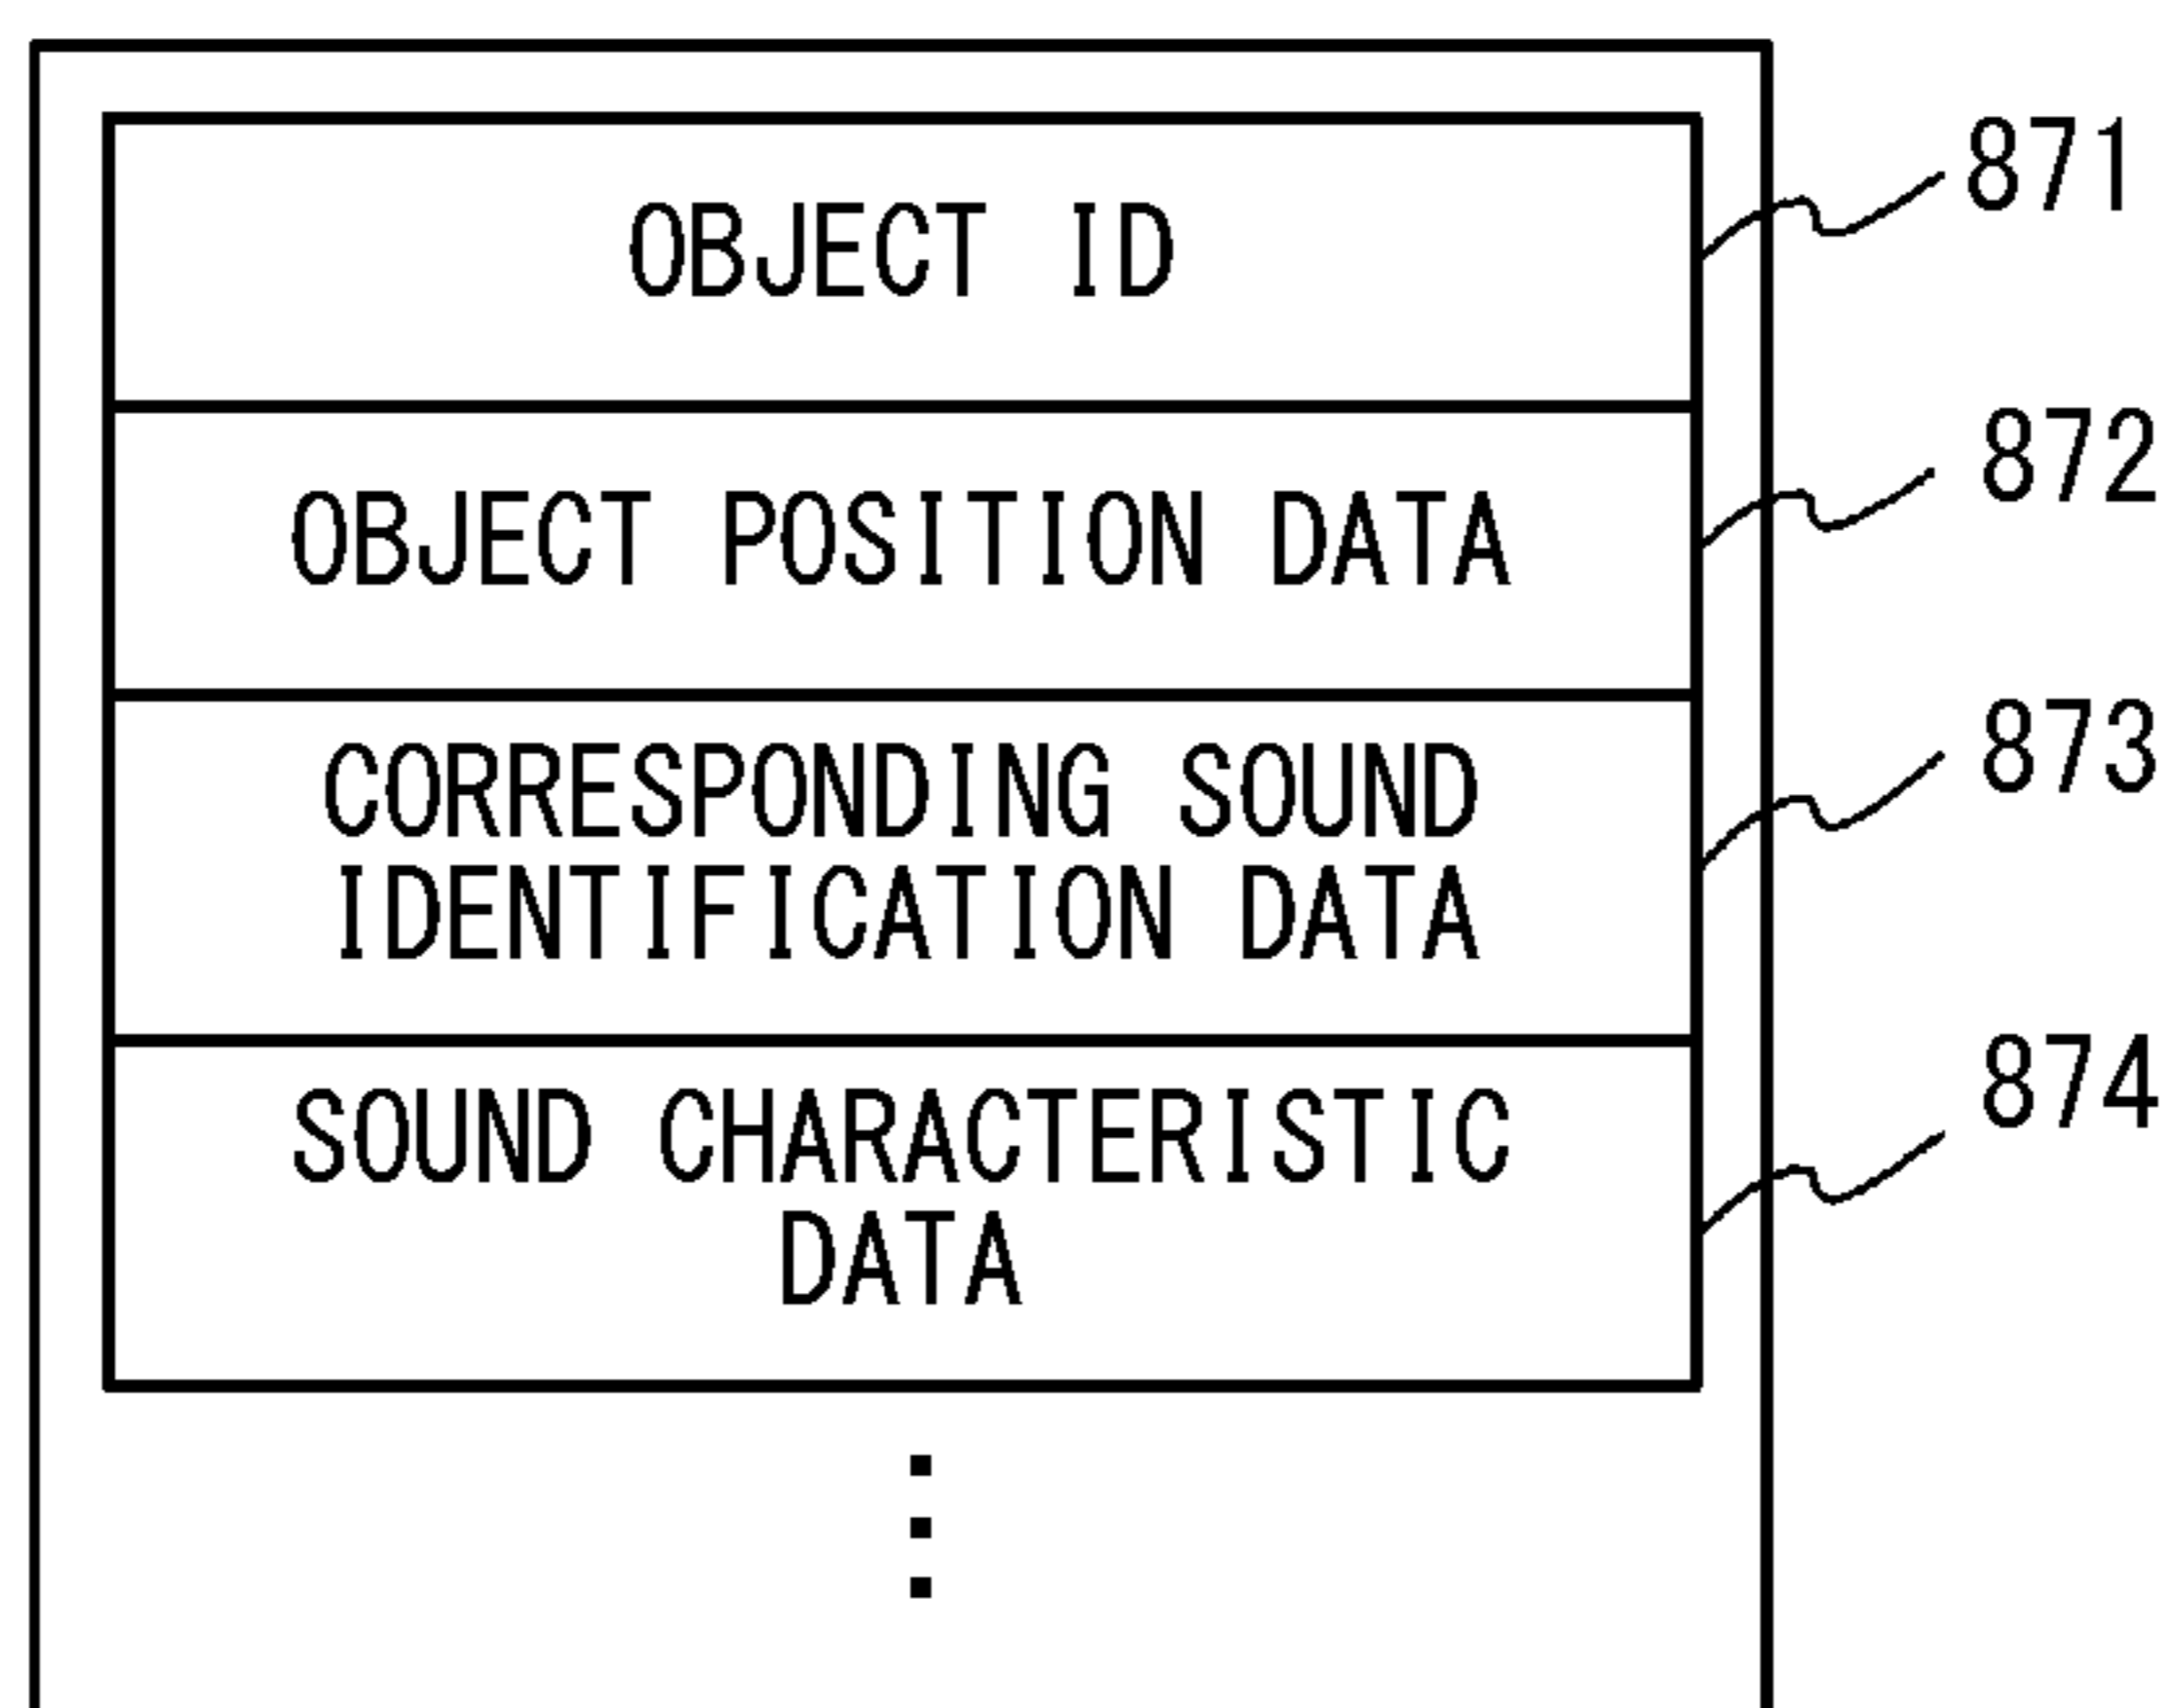 OBJECT ID
871
OBJECT POSITION DATA
872
CORRESPONDING SOUND
IDENTIFICATION DATA
873
SOUND CHARACTERISTIC
DATA
874